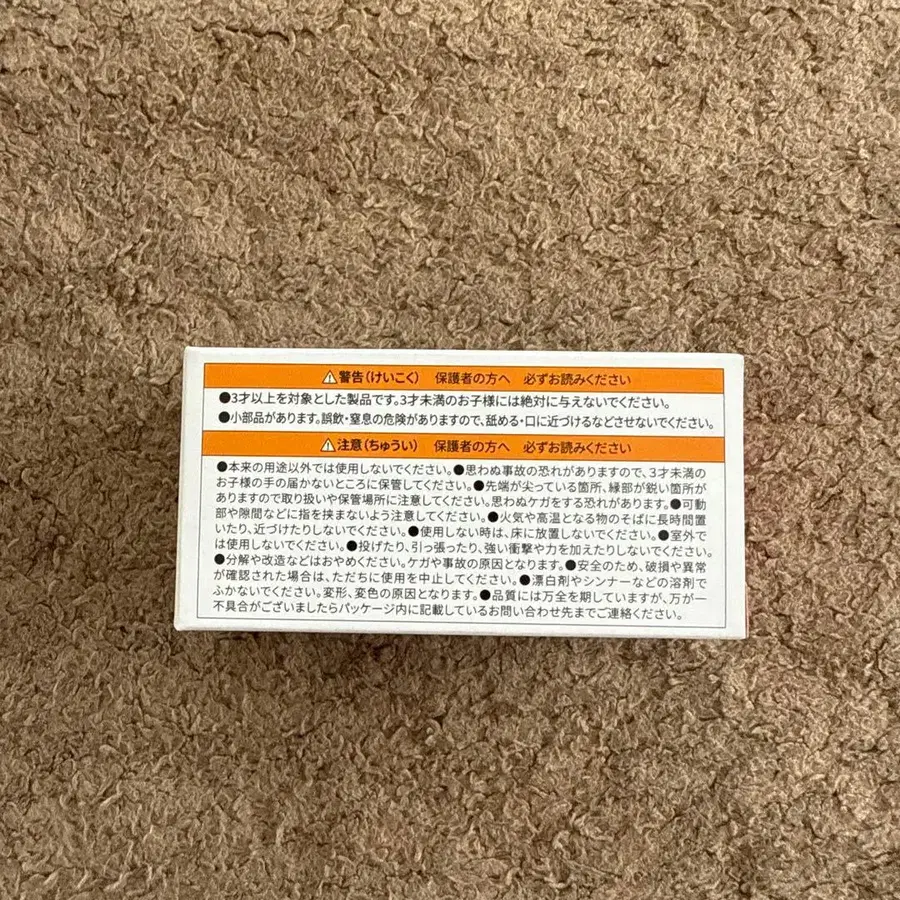 ⚠警告(けいこく) 保護者の方へ 必ずお読みください
●3才以上を対象とした製品です。3才未満のお子様には絶対に与えないでください。
●小部品があります。誤飲・窒息の危険がありますので、舐める・口に近づけるなどさせないでください。
⚠注意(ちゅうい) 保護者の方へ 必ずお読みください
●本来の用途以外では使用しないでください。●思わぬ事故の恐れがありますので、3才未満の
お子様の手の届かないところに保管してください。●先端が尖っている箇所、縁部が鋭い箇所が
ありますので取り扱いや保管場所に注意してください。思わぬケガをする恐れがあります。●可動
部や隙間などに指を挟まないよう注意してください。●火気や高温となる物のそばに長時間置
いたり、近づけたりしないでください。●使用しない時は、床に放置しないでください。●室外で
は使用しないでください。●投げたり、引っ張ったり、強い衝撃や力を加えたりしないでください。
●分解や改造などはおやめください。ケガや事故の原因となります。●安全のため、破損や異常
が確認された場合は、ただちに使用を中止してください。●漂白剤やシンナーなどの溶剤で
ふかないでください。変形、変色の原因となります。●品質には万全を期していますが、万が一
不具合がございましたらパッケージ内に記載しているお問い合わせ先までご連絡ください。